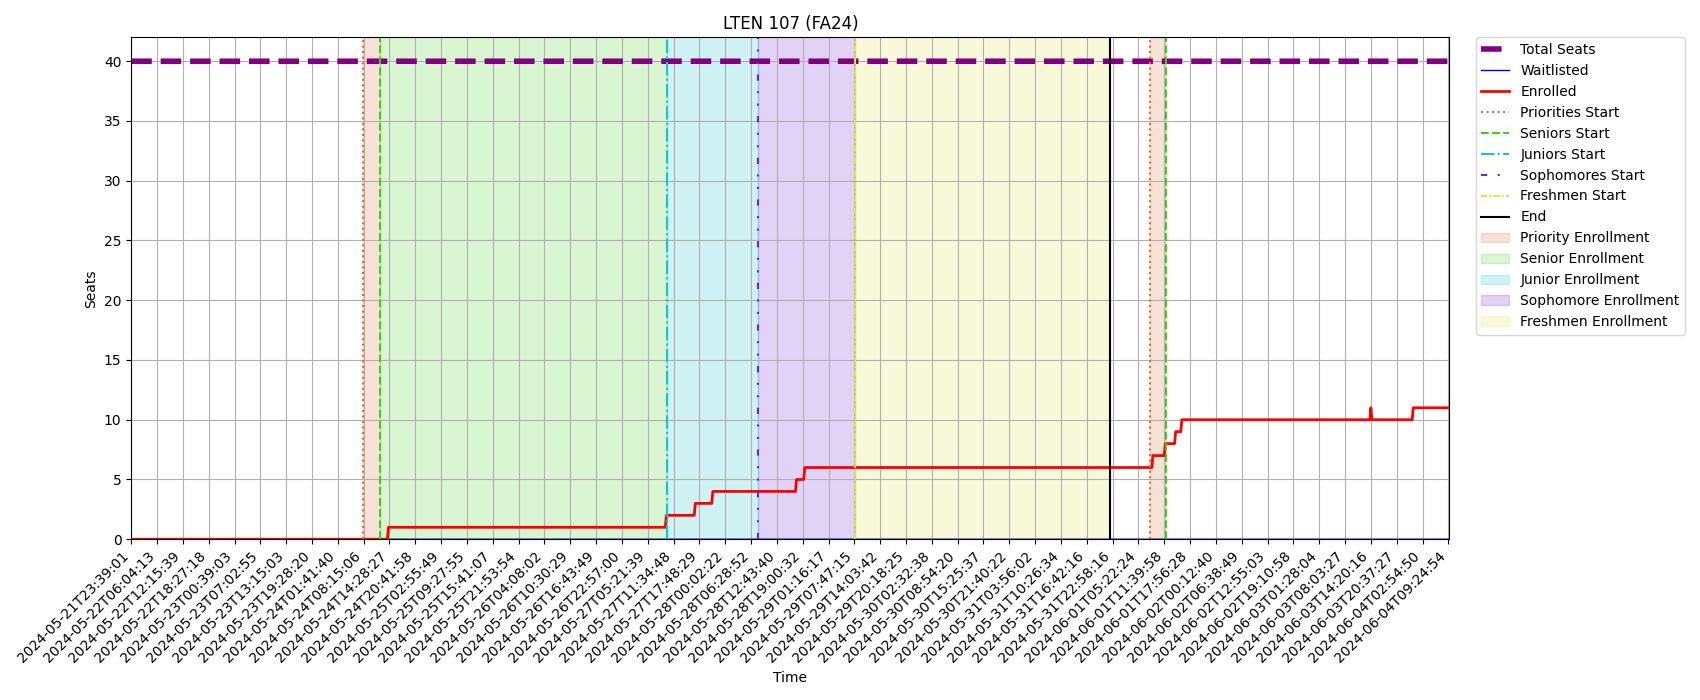 LTEN 107 (FA24)
Seats
40
35
30
25
20
15
10
5
0
2024-05-21T23:39:01
2024-05-22T06:04:13
2024-05-22T12:15:39
2024-05-22T18:27:18
2024-05-23T00:39:03
2024-05-23T07:02:55
2024-05-23T13:15:03
2024-05-23T19:28:20
2024-05-24T01:41:40
2024-05-24T08:15:06
2024-05-24T14:28:27
2024-05-24T20:41:58
2024-05-25T02:55:49
2024-05-25T09:27:55
2024-05-25T15:41:07
2024-05-25T21:53:54
2024-05-26T04:08:02
2024-05-26T10:30:29
2024-05-26T16:43:49
2024-05-26T22:57:00
2024-05-27T05:21:39
2024-05-27T11:34:48
2024-05-27T17:48:29
2024-05-28T00:02:22
2024-05-28T06:28:52
2024-05-28T12:43:40
2024-05-28T19:00:32
2024-05-29T01:16:17
2024-05-29T07:47:15
2024-05-29T14:03:42
2024-05-29T20:18:25
2024-05-30T02:32:38
2024-05-30T08:54:20
2024-05-30T15:25:37
2024-05-30T21:40:22
2024-05-31T03:56:02
2024-05-31T10:26:34
2024-05-31T16:42:16
2024-05-31T22:58:16
2024-06-01T05:22:24
2024-06-01T11:39:58
2024-06-01T17:56:28
2024-06-02T00:12:40
2024-06-02T06:38:49
2024-06-02T12:55:03
2024-06-02T19:10:58
2024-06-03T01:28:04
2024-06-03T08:03:27
2024-06-03T14:20:16
2024-06-03T20:37:27
2024-06-04T02:54:50
2024-06-04T09:24:54
Time
Total Seats
Waitlisted
Enrolled
Priorities Start
Seniors Start
Juniors Start
Sophomores Start
Freshmen Start
End
Priority Enrollment
Senior Enrollment
Junior Enrollment
Sophomore Enrollment
Freshmen Enrollment